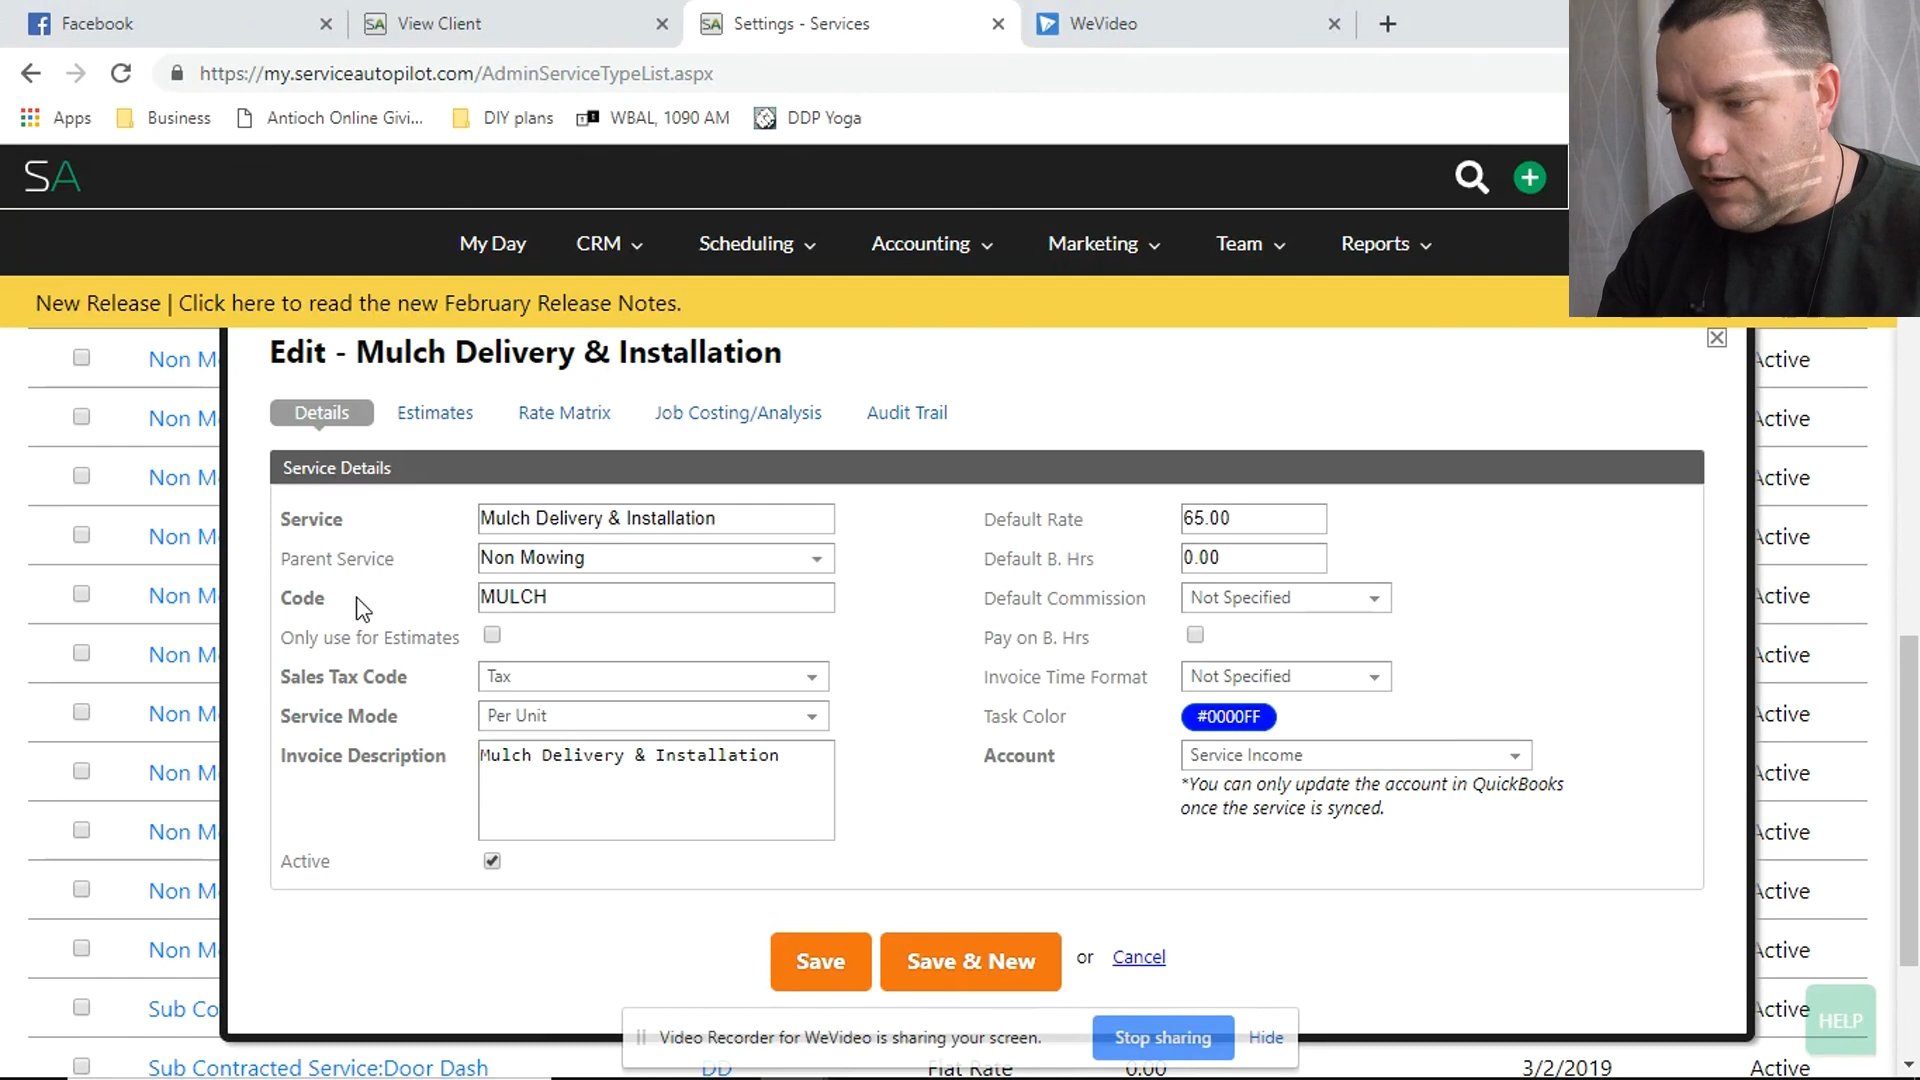 Facebook
SA View Client
SA Settings - Services
WeVideo
https://my.serviceautopilot.com/AdminServiceTypeList.aspx
Apps Business Antioch Online Givi... DIY plans WBAL, 1090 AM DDP Yoga
SA
My Day CRM Scheduling Accounting Marketing Team Reports
New Release | Click here to read the new February Release Notes.
Edit - Mulch Delivery & Installation
Details Estimates Rate Matrix Job Costing/Analysis Audit Trail
Service Details
Service Mulch Delivery & Installation Default Rate 65.00
Parent Service Non Mowing Default B. Hrs 0.00
Code MULCH Default Commission Not Specified
Only use for Estimates Pay on B. Hrs
Sales Tax Code Tax Invoice Time Format Not Specified
Service Mode Per Unit Task Color #0000FF
Invoice Description Mulch Delivery & Installation Account Service Income
*You can only update the account in QuickBooks
once the service is synced.
Active
Save Save & New or Cancel
Non M Active
Non M Active
Non M Active
Non M Active
Non M Active
Non M Active
Non M Active
Non M Active
Non M Active
Non M Active
Non M Active
Sub Co Active
Sub Contracted Service:Door Dash DD Flat Rate 0.00 3/2/2019 Active
HELP
Video Recorder for WeVideo is sharing your screen. Stop sharing Hide